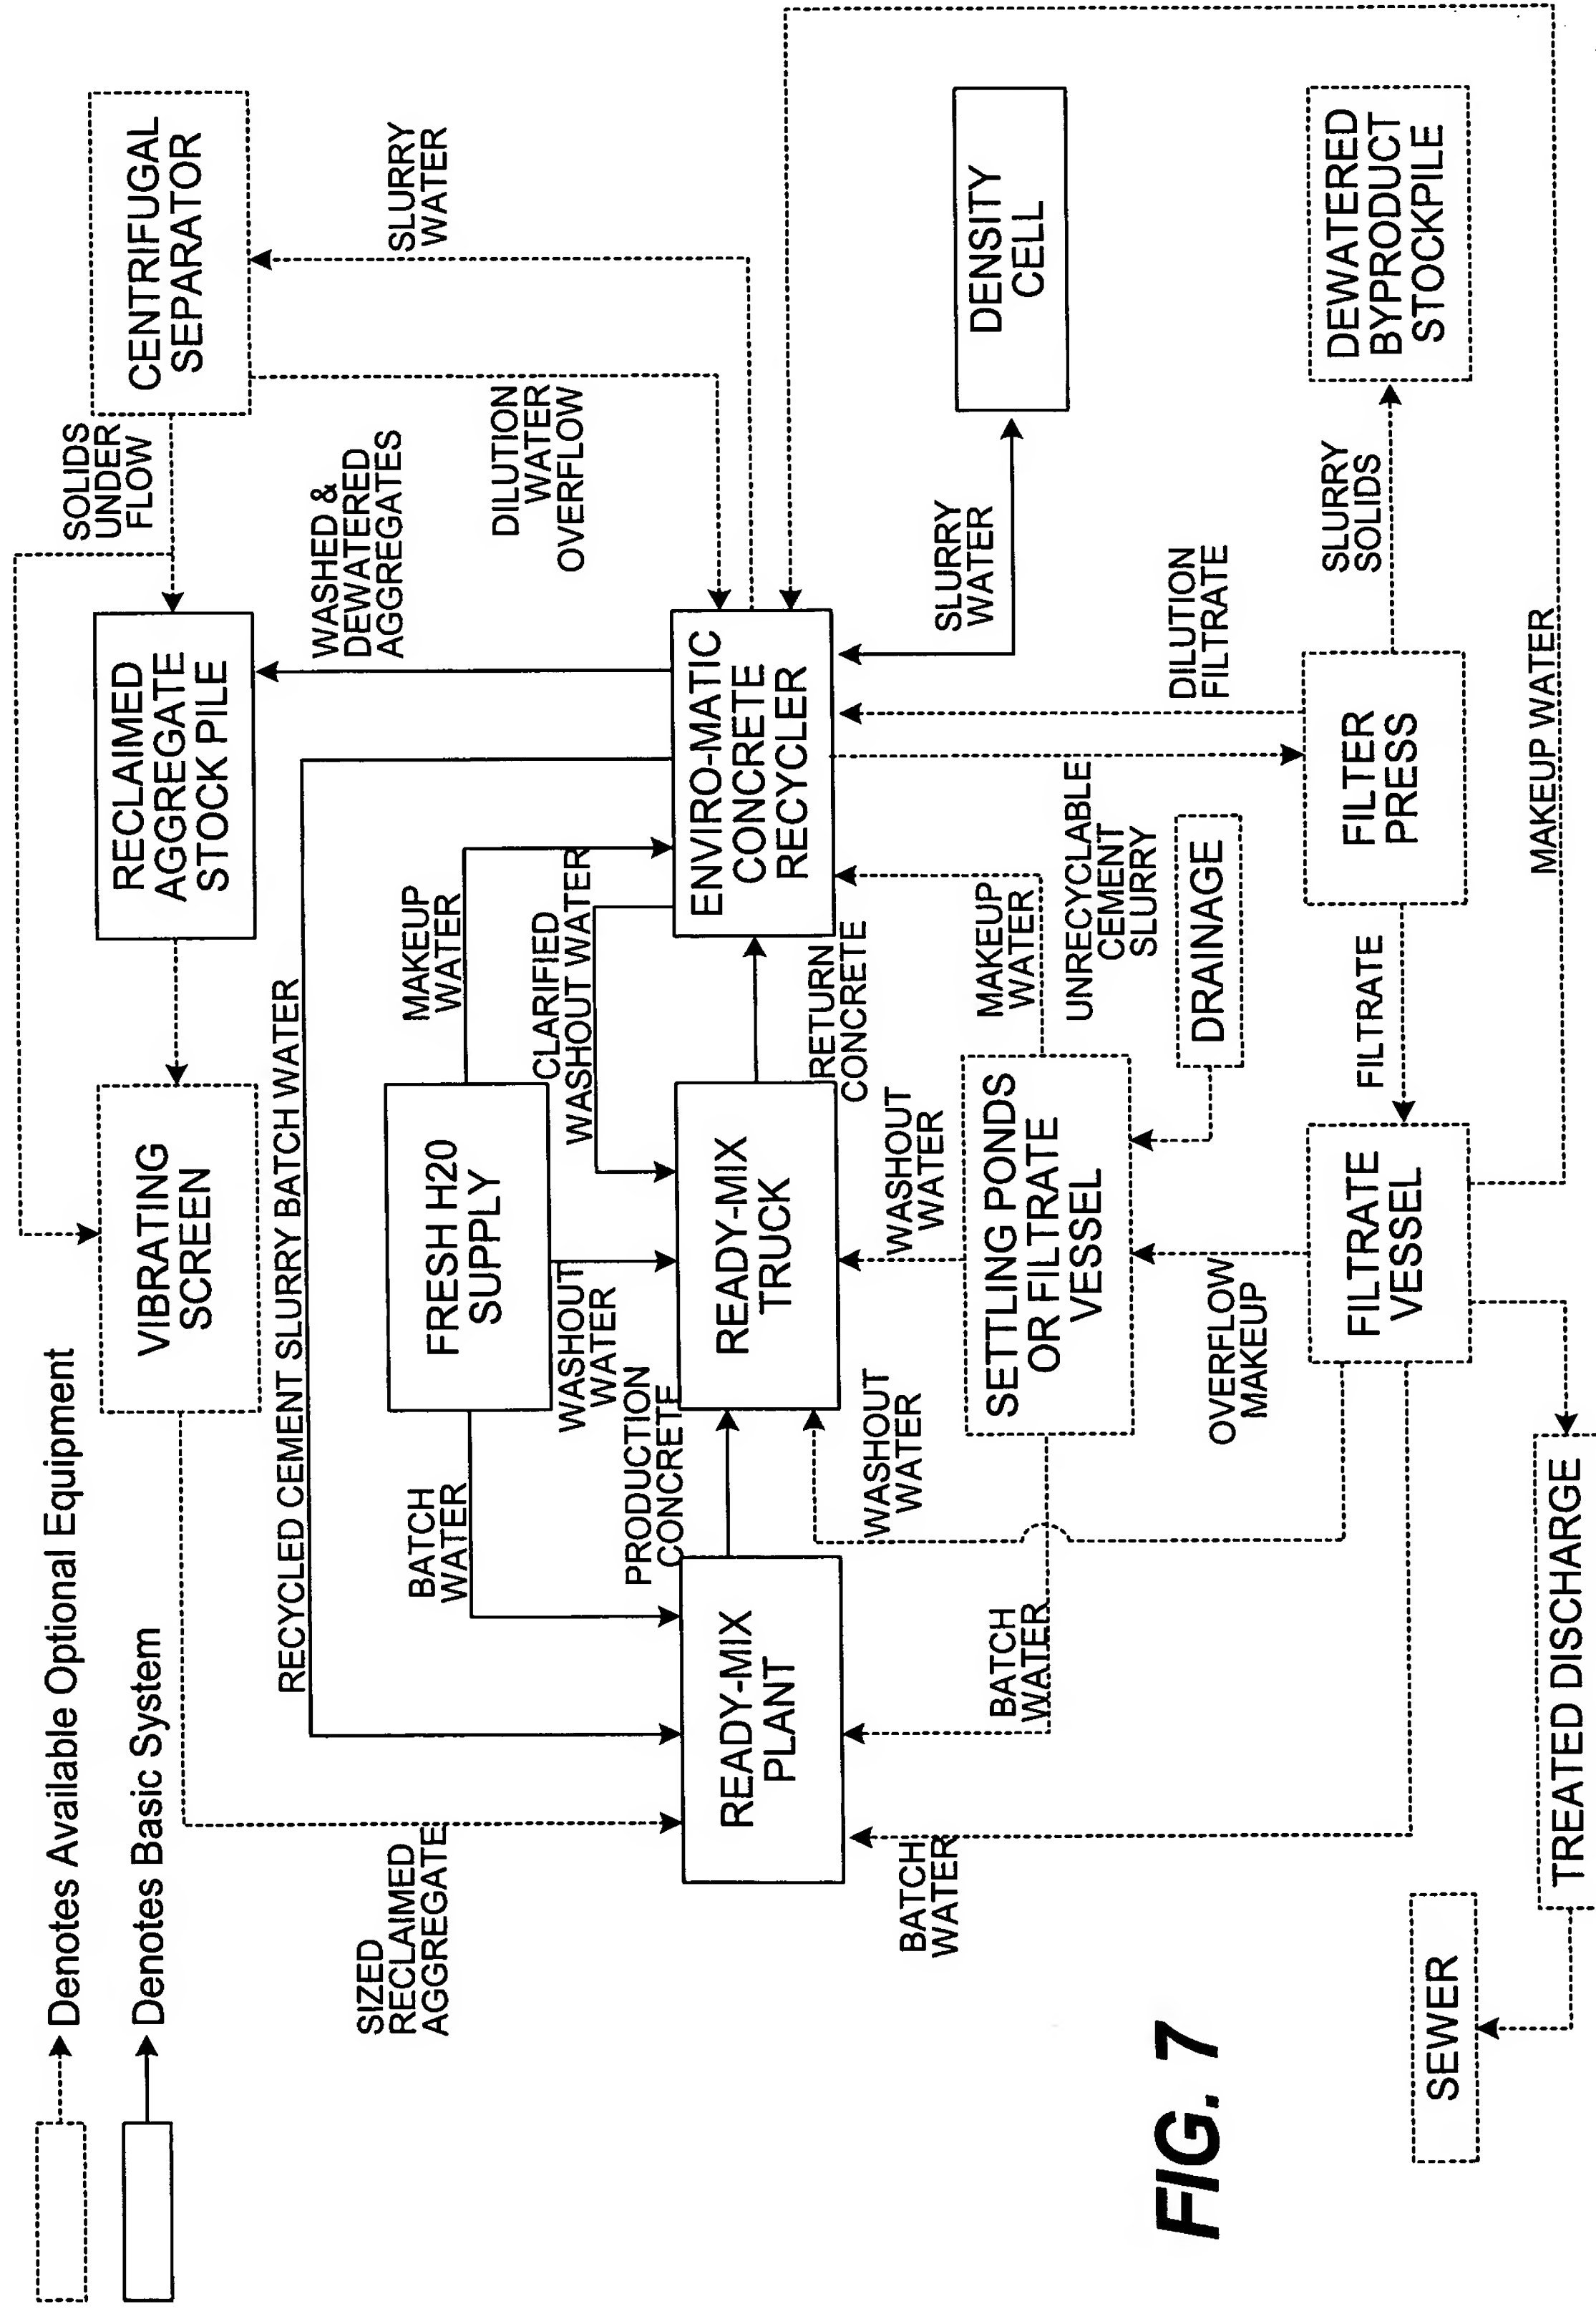 Denotes Available Optional Equipment
Denotes Basic System
VIBRATING
SCREEN
RECLAIMED
AGGREGATE
STOCK PILE
SOLIDS
UNDER
FLOW
CENTRIFUGAL
SEPARATOR
SIZED
RECLAIMED
AGGREGATE
RECYCLED CEMENT SLURRY BATCH WATER
WASHED &
DEWATERED
AGGREGATES
SLURRY
WATER
BATCH
WATER
FRESH H20
SUPPLY
MAKEUP
WATER
DILUTION
WATER
OVERFLOW
WASHOUT
WATER
CLARIFIED
WASHOUT WATER
PRODUCTION
CONCRETE
READY-MIX
PLANT
READY-MIX
TRUCK
RETURN
CONCRETE
ENVIRO-MATIC
CONCRETE
RECYCLER
SLURRY
WATER
DENSITY
CELL
BATCH
WATER
WASHOUT
WATER
WASHOUT
WATER
BATCH
WATER
SETTLING PONDS
OR FILTRATE
VESSEL
MAKEUP
WATER
UNRECYCLABLE
CEMENT
SLURRY
DRAINAGE
DILUTION
FILTRATE
OVERFLOW
MAKEUP
FILTRATE
VESSEL
FILTRATE
FILTER
PRESS
SLURRY
SOLIDS
DEWATERED
BYPRODUCT
STOCKPILE
MAKEUP WATER
SEWER
TREATED DISCHARGE
FIG. 7